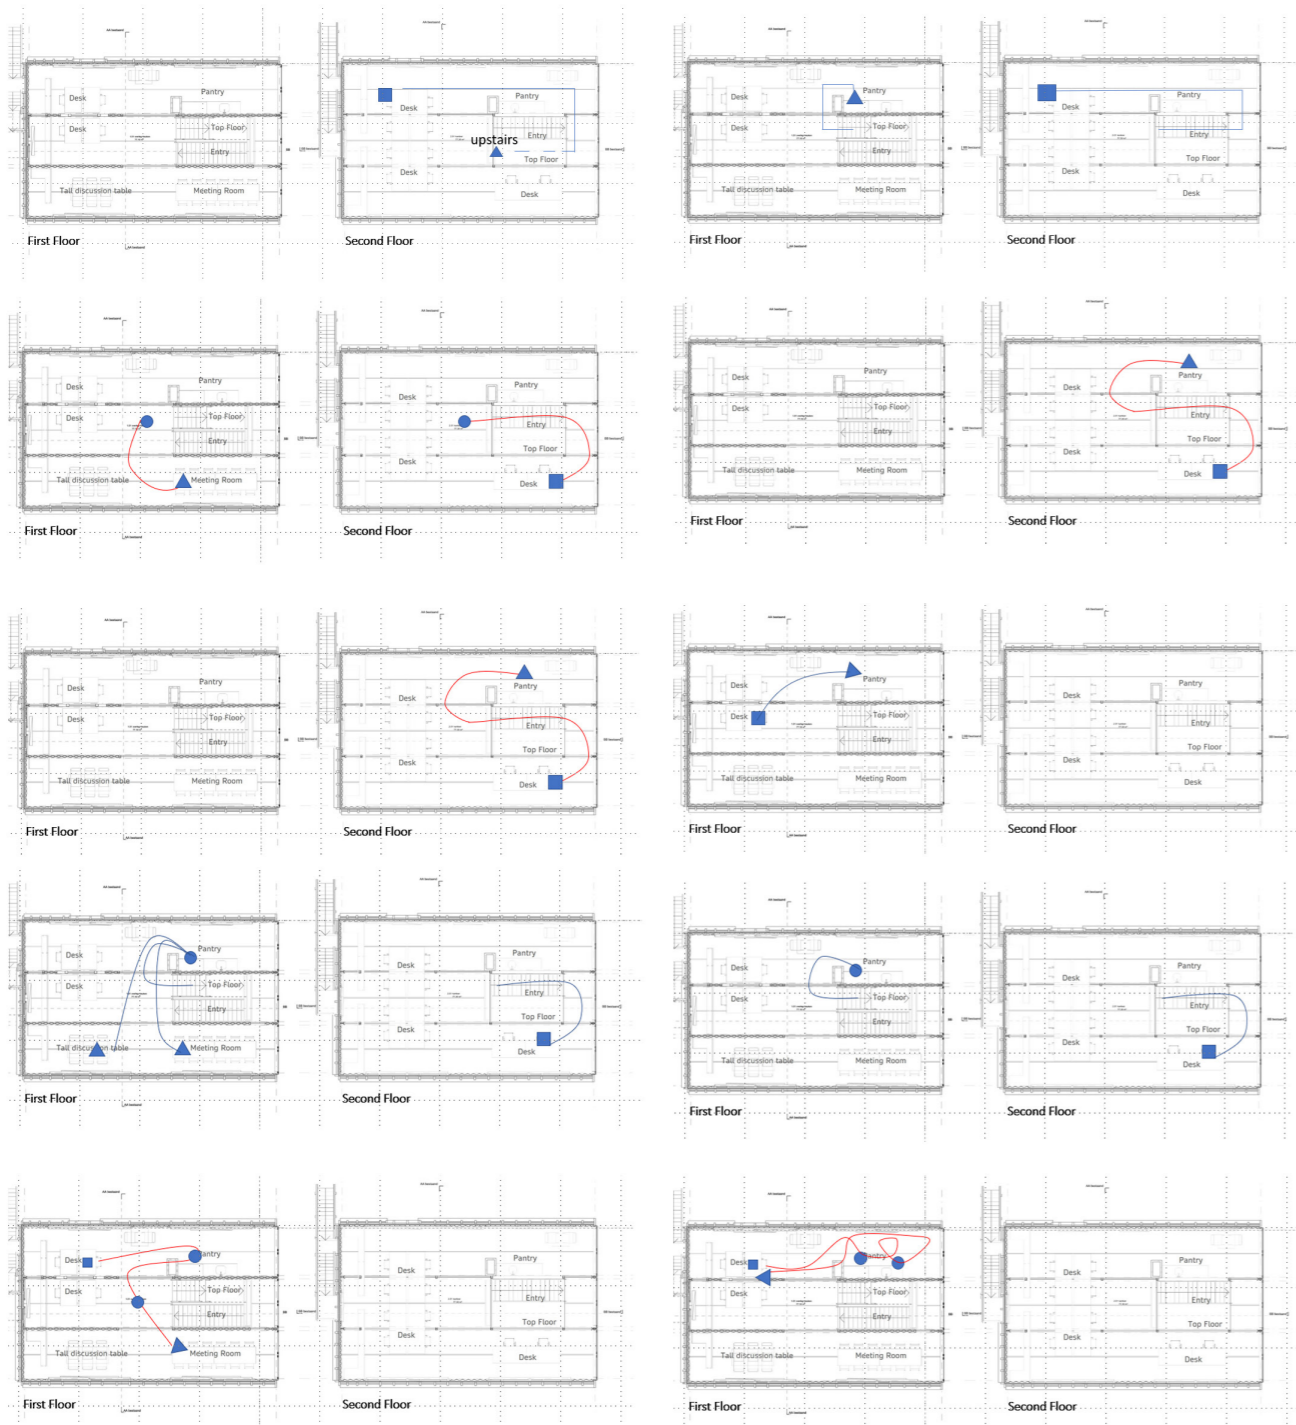 Pantry
Pantry
Pantry
Pantry
Desk
Desk
Desk
Desk
Desk
Top Floor
Entry
upstairs
Entry
Desk
Top Floor
Entry
Desk
Entry
Desk
Top Floor
Desk
Top Floor
Tall discussion table
Meeting Room
Desk
Tall discussion table
Meeting Room
Desk
First Floor
Second Floor
First Floor
Second Floor
Pantry
Pantry
Pantry
Pantry
Desk
Desk
Desk
Desk
Desk
Top Floor
Entry
Desk
Top Floor
Entry
Desk
Entry
Top Floor
Desk
Entry
Top Floor
Desk
Desk
Tall discussion table
Meeting Room
Desk
Tall discussion table
Meeting Room
Desk
First Floor
Second Floor
First Floor
Second Floor
Pantry
Pantry
Pantry
Pantry
Desk
Desk
Desk
Desk
Top Floor
Entry
Desk
Top Floor
Entry
Desk
Entry
Top Floor
Desk
Entry
Top Floor
Desk
Tall discussion table
Meeting Room
Desk
Tall discussion table
Meeting Room
Desk
First Floor
Second Floor
First Floor
Second Floor
Pantry
Pantry
Pantry
Pantry
Desk
Desk
Desk
Desk
Desk
Top Floor
Entry
Desk
Top Floor
Entry
Desk
Entry
Top Floor
Desk
Entry
Top Floor
Desk
Tall discussion table
Meeting Room
Desk
Tall discussion table
Meeting Room
Desk
First Floor
Second Floor
First Floor
Second Floor
Pantry
Pantry
Pantry
Pantry
Desk
Desk
Desk
Desk
Desk
Top Floor
Entry
Desk
Top Floor
Entry
Desk
Entry
Top Floor
Desk
Entry
Top Floor
Desk
Tall discussion table
Meeting Room
Desk
Tall discussion table
Meeting Room
Desk
First Floor
Second Floor
First Floor
Second Floor